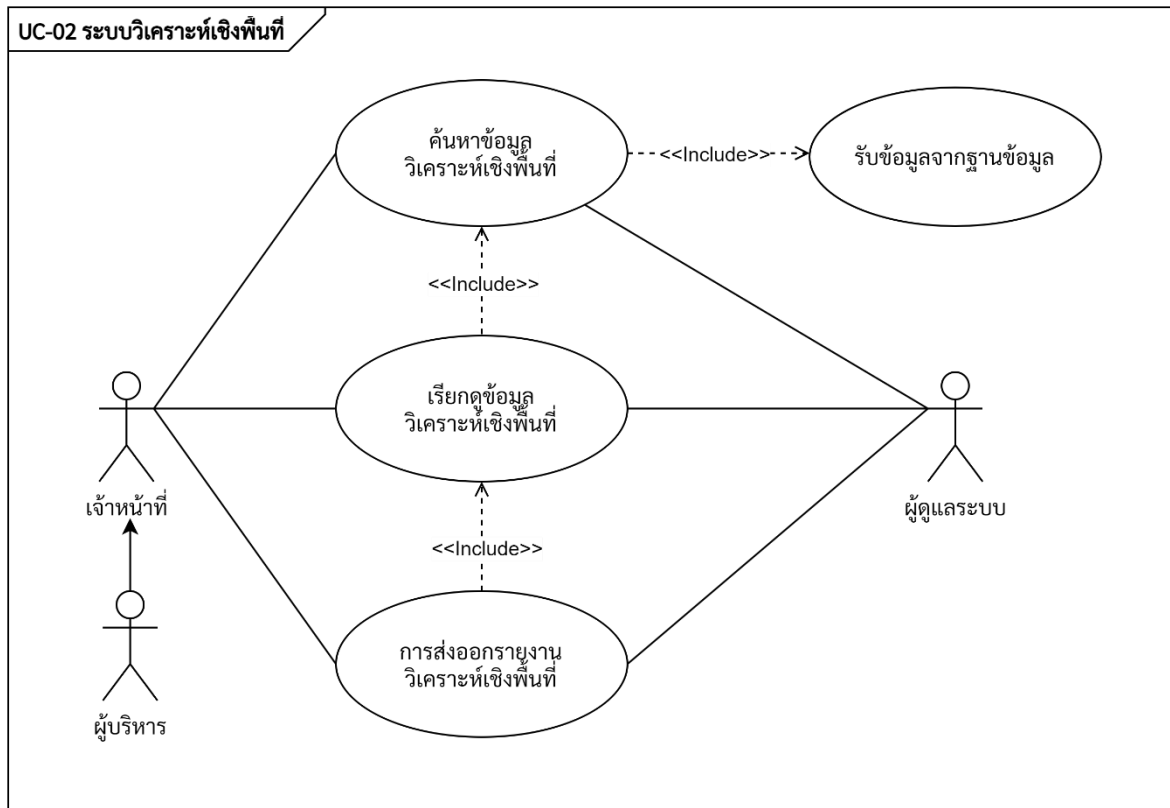 UC-02 ระบบวิเคราะห์เชิงพื้นที่
ค้นหาข้อมูล
วิเคราะห์เชิงพื้นที่
<<Include>>
รับข้อมูลจากฐานข้อมูล
<<Include>>
เรียกดูข้อมูล
วิเคราะห์เชิงพื้นที่
เจ้าหน้าที่
ผู้ดูแลระบบ
<<Include>>
การส่งออกรายงาน
วิเคราะห์เชิงพื้นที่
ผู้บริหาร